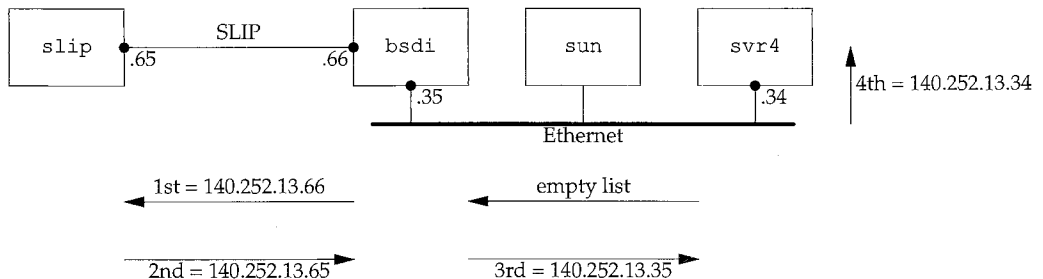 slip
SLIP
bsdi
sun
svr4
.65
.66
.35
.34
4th = 140.252.13.34
Ethernet
1st = 140.252.13.66
empty list
2nd = 140.252.13.65
3rd = 140.252.13.35